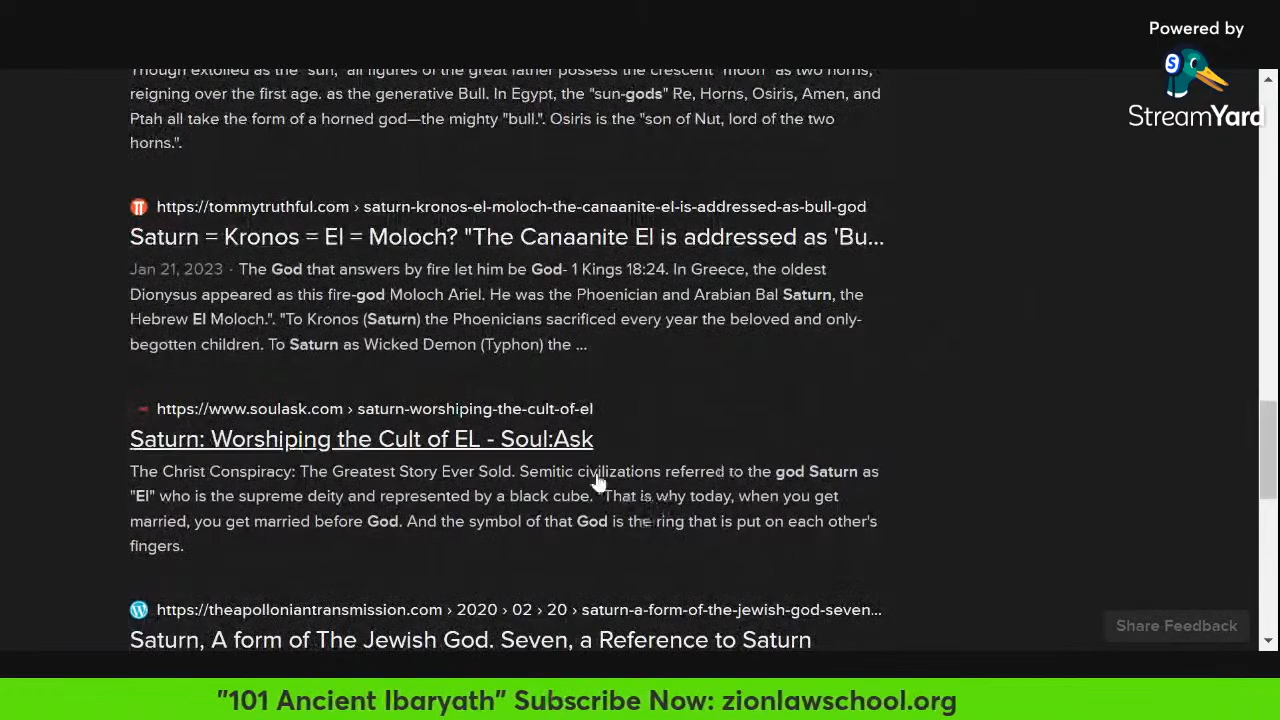 Powered by
StreamYard
Though extolled as the "sun," all figures of the great father possess the crescent "moon" as two horns,
reigning over the first age. as the generative Bull. In Egypt, the "sun-gods" Re, Horns, Osiris, Amen, and
Ptah all take the form of a horned god—the mighty "bull.". Osiris is the "son of Nut, lord of the two
horns.".
https://tommytruthful.com › saturn-kronos-el-moloch-the-canaanite-el-is-addressed-as-bull-god
Saturn = Kronos = El = Moloch? "The Canaanite El is addressed as 'Bu...
Jan 21, 2023 · The God that answers by fire let him be God- 1 Kings 18:24. In Greece, the oldest
Dionysus appeared as this fire-god Moloch Ariel. He was the Phoenician and Arabian Bal Saturn, the
Hebrew El Moloch.". "To Kronos (Saturn) the Phoenicians sacrificed every year the beloved and only-
begotten children. To Saturn as Wicked Demon (Typhon) the ...
https://www.soulask.com › saturn-worshiping-the-cult-of-el
Saturn: Worshiping the Cult of EL - Soul:Ask
The Christ Conspiracy: The Greatest Story Ever Sold. Semitic civilizations referred to the god Saturn as
"El" who is the supreme deity and represented by a black cube. "That is why today, when you get
married, you get married before God. And the symbol of that God is the ring that is put on each other's
fingers.
https://theapolloniantransmission.com › 2020 › 02 › 20 › saturn-a-form-of-the-jewish-god-seven...
Saturn, A form of The Jewish God. Seven, a Reference to Saturn
Share Feedback
"101 Ancient Ibaryath" Subscribe Now: zionlawschool.org